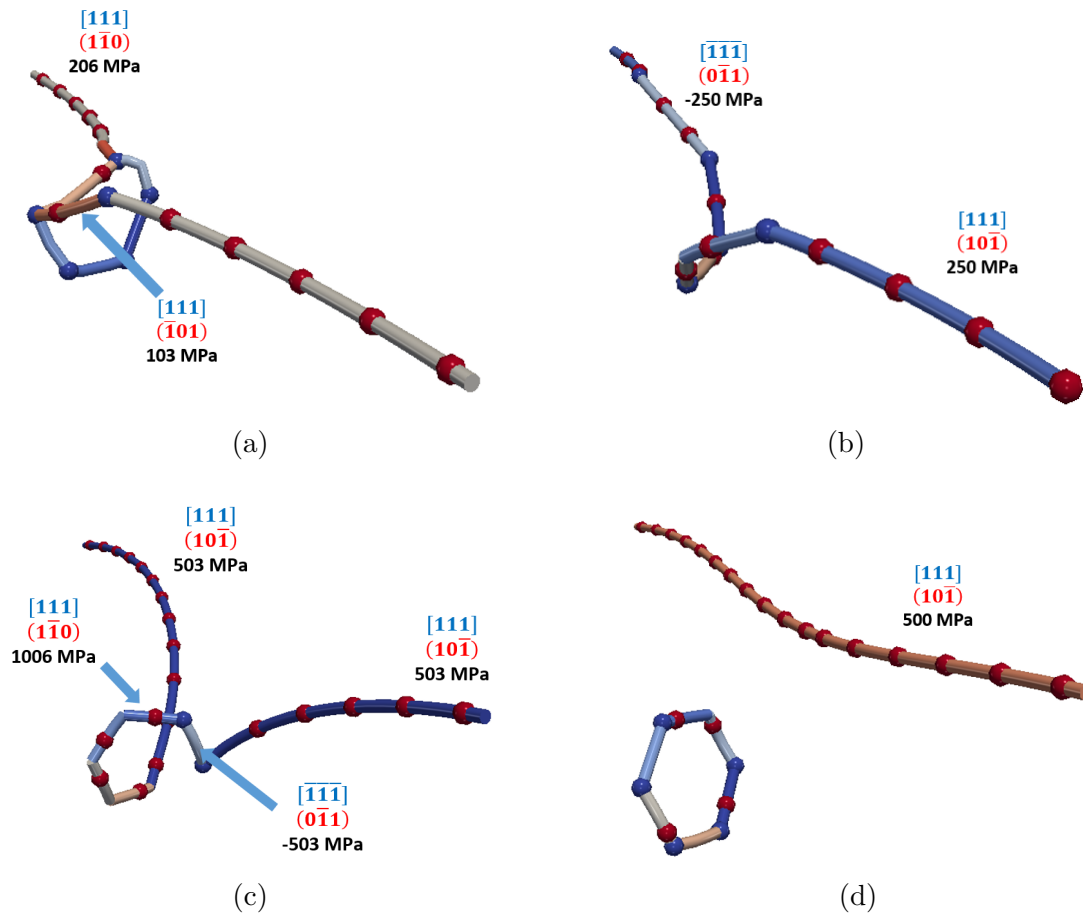 [111]
(11̅0)
206 MPa
[111]
(1̅01)
103 MPa
(a)
[1̅1̅1̅]
(01̅1)
-250 MPa
[111]
(101̅)
250 MPa
(b)
[111]
(101̅)
503 MPa
[111]
(11̅0)
1006 MPa
[111]
(101̅)
503 MPa
[1̅1̅1̅]
(01̅1)
-503 MPa
(c)
[111]
(101̅)
500 MPa
(d)